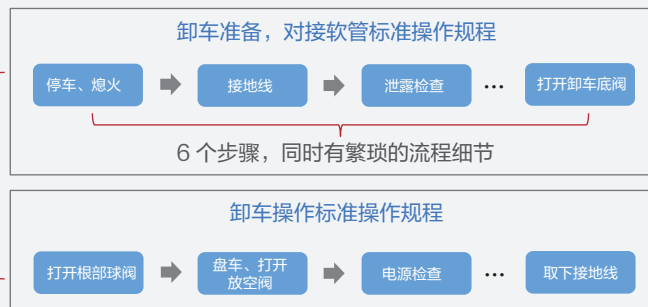 卸车准备，对接软管标准操作规程
停车、熄火
接地线
泄露检查
…
打开卸车底阀
6 个步骤，同时有繁琐的流程细节
卸车操作标准操作规程
打开根部球阀
盘车、打开
放空阀
电源检查
…
取下接地线